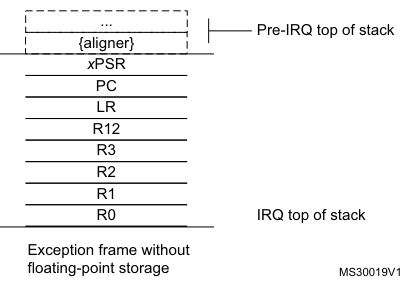 ...
Pre-IRQ top of stack
{aligner}
xPSR
PC
LR
R12
R3
R2
R1
R0
IRQ top of stack
Exception frame without
floating-point storage
MS30019V1